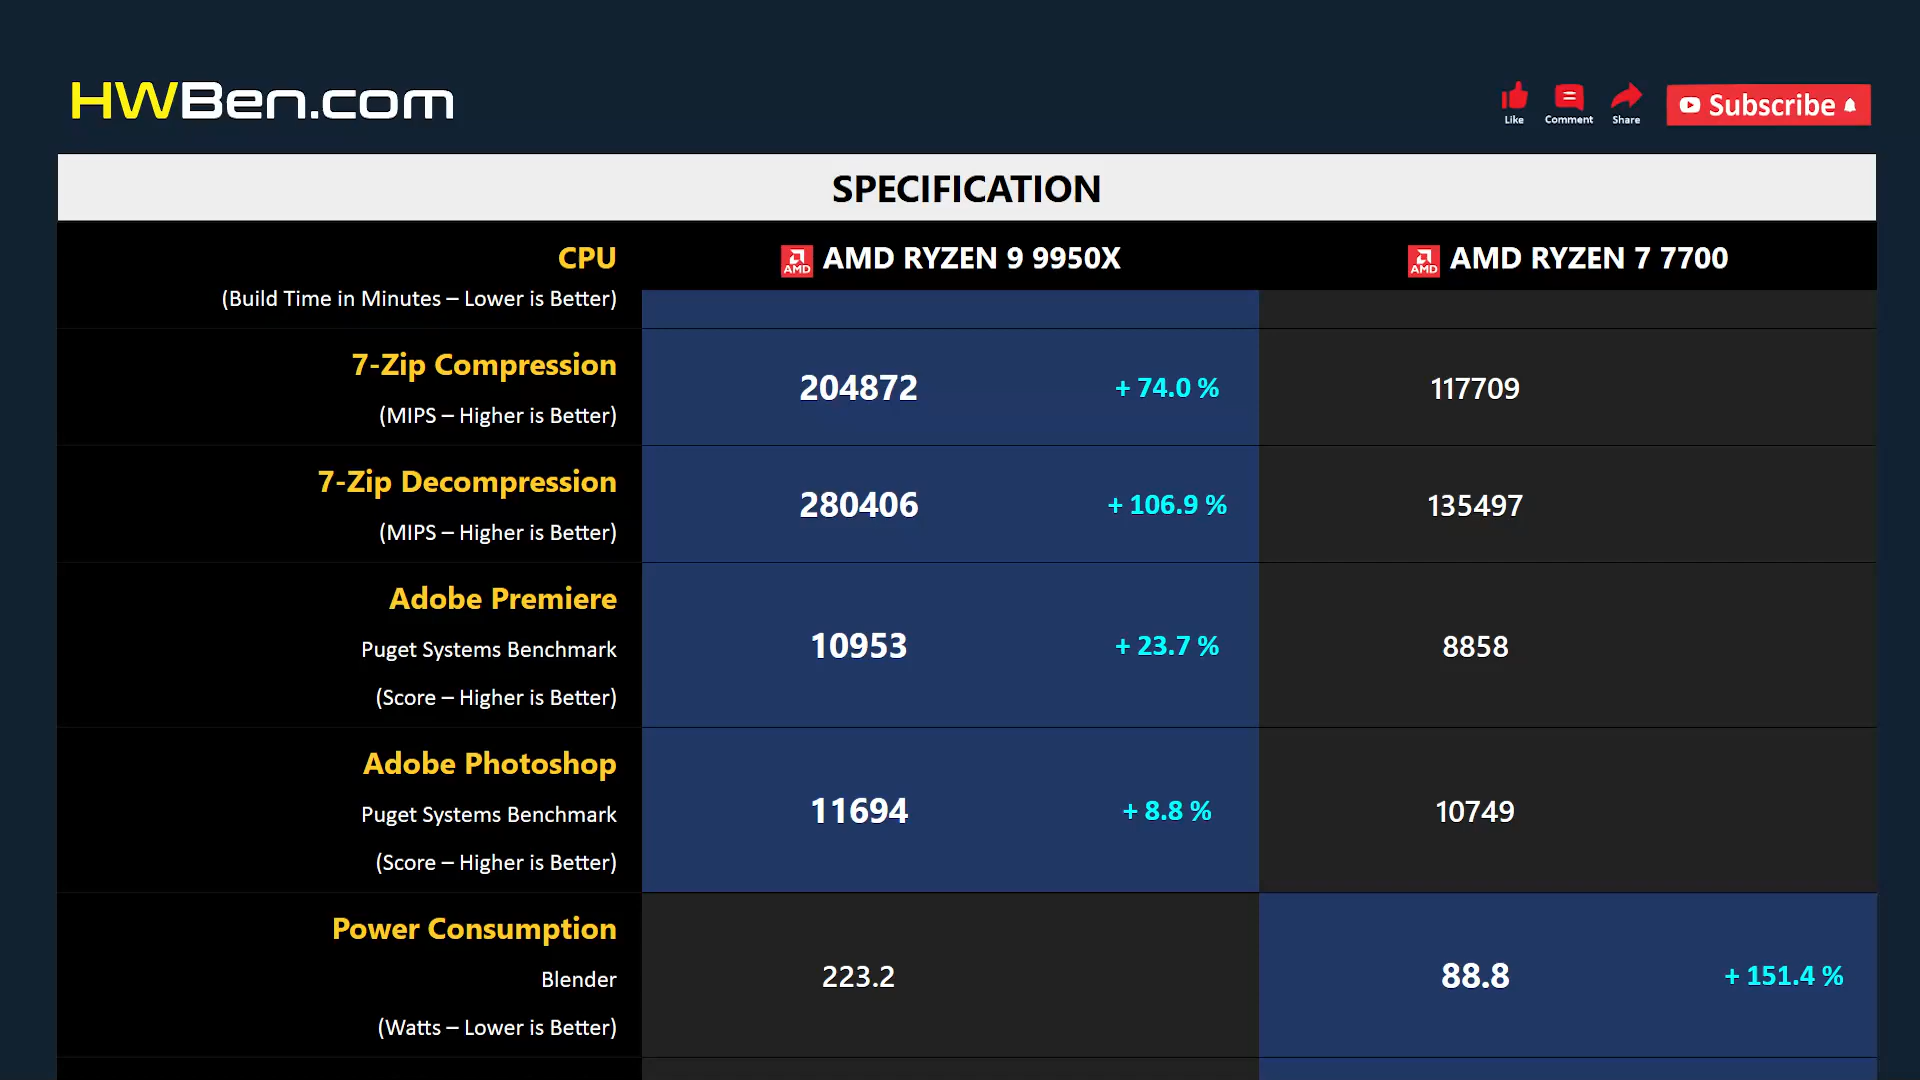 HWBen.com
Like
Comment
Share
Subscribe
SPECIFICATION
CPU
AMD AMD RYZEN 9 9950X
AMD AMD RYZEN 7 7700
(Build Time in Minutes – Lower is Better)
7-Zip Compression
(MIPS – Higher is Better)
204872
+ 74.0 %
117709
7-Zip Decompression
(MIPS – Higher is Better)
280406
+ 106.9 %
135497
Adobe Premiere
Puget Systems Benchmark
(Score – Higher is Better)
10953
+ 23.7 %
8858
Adobe Photoshop
Puget Systems Benchmark
(Score – Higher is Better)
11694
+ 8.8 %
10749
Power Consumption
Blender
(Watts – Lower is Better)
223.2
88.8
+ 151.4 %